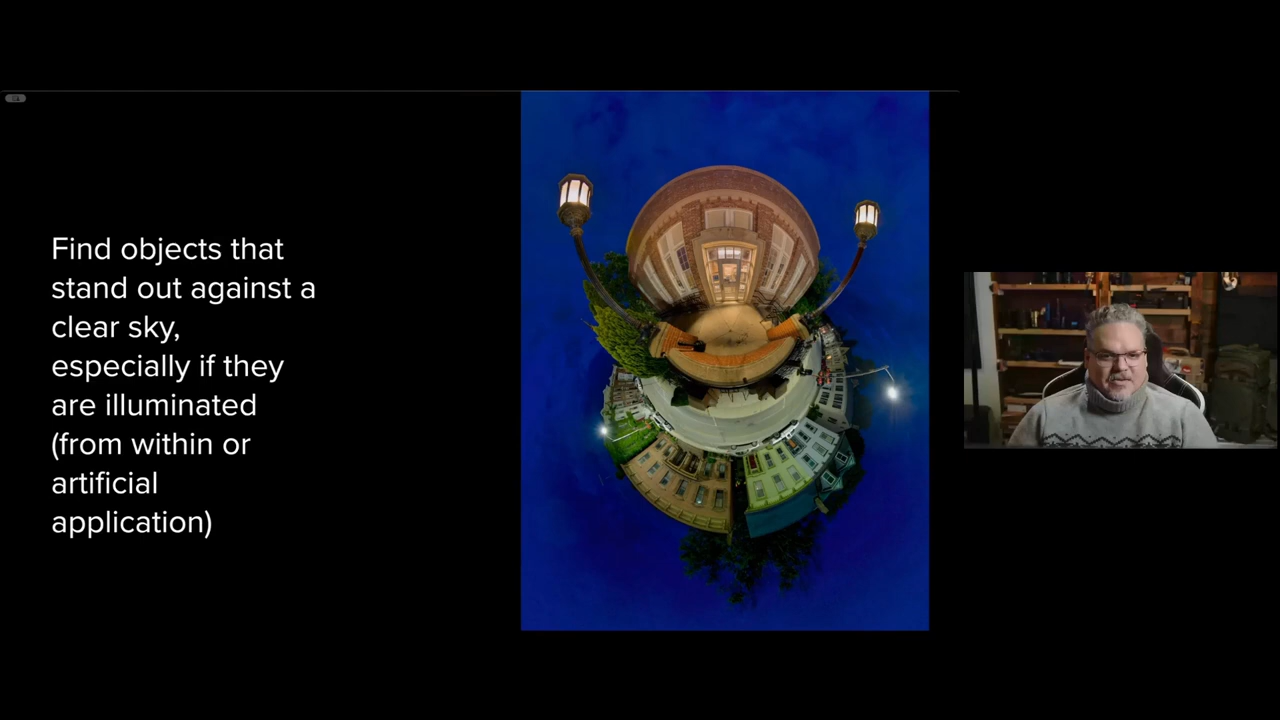 Find objects that
stand out against a
clear sky,
especially if they
are illuminated
(from within or
artificial
application)